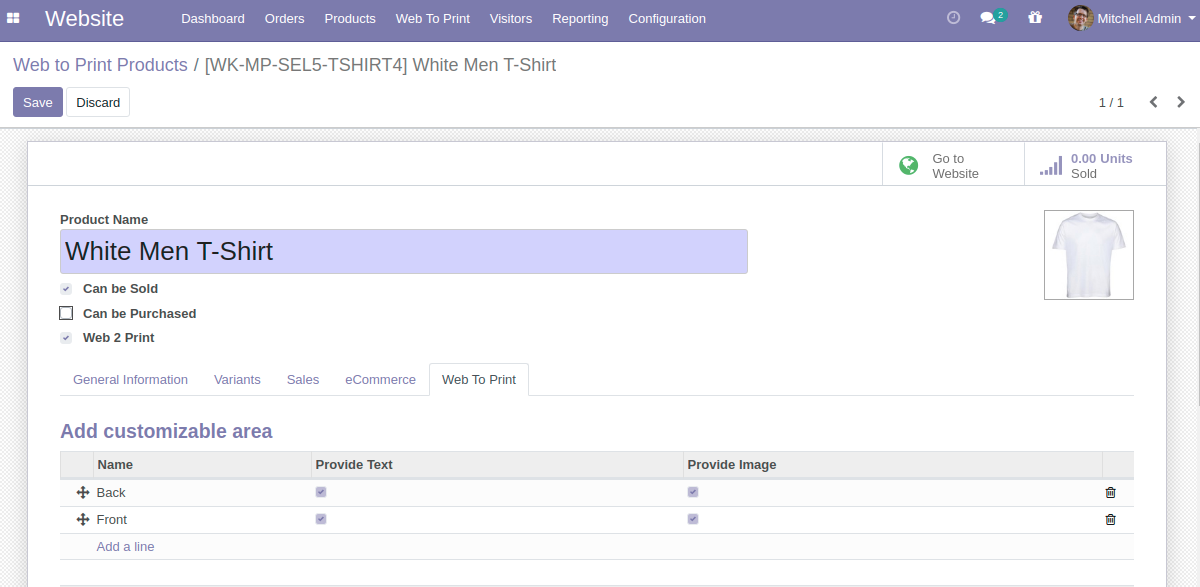 Website Dashboard Orders Products Web To Print Visitors Reporting Configuration 2 Mitchell Admin
Web to Print Products / [WK-MP-SEL5-TSHIRT4] White Men T-Shirt
Save Discard 1 / 1
Go to Website
0.00 Units Sold
Product Name
White Men T-Shirt
Can be Sold
Can be Purchased
Web 2 Print
General Information Variants Sales eCommerce Web To Print
Add customizable area
Name Provide Text Provide Image
Back
Front
Add a line